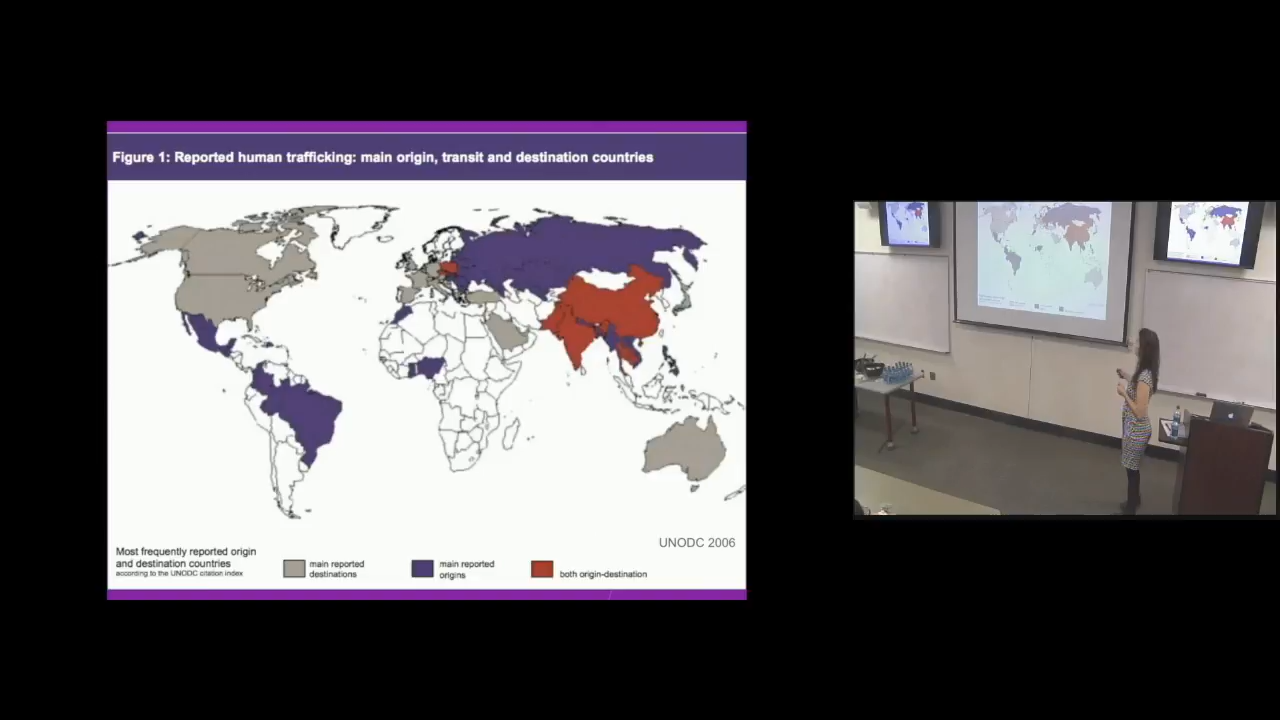 Figure 1: Reported human trafficking: main origin, transit and destination countries
UNODC 2006
Most frequently reported origin
and destination countries
according to the UNODC citation index
main reported
destinations
main reported
origins
both origin-destination